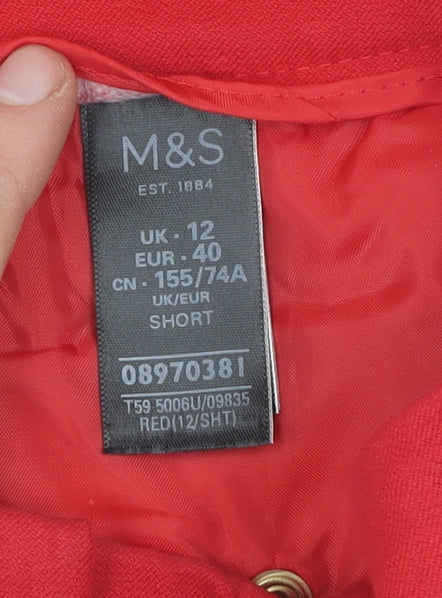 M&S
EST. 1884
UK · 12
EUR · 40
CN · 155/74A
UK/EUR
SHORT
08970381
T59 5006U/09835
RED(12/SHT)